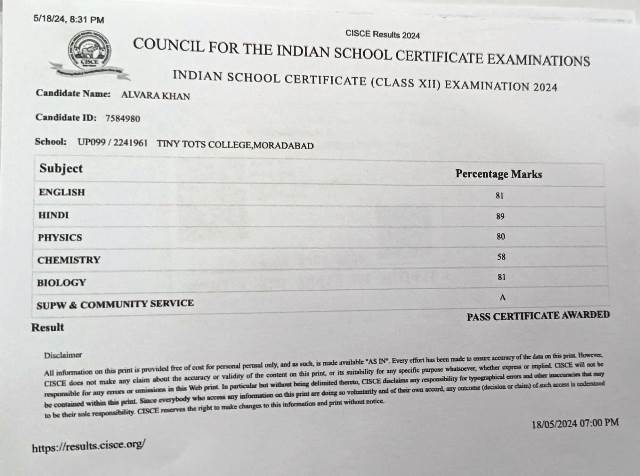 5/18/24, 8:31 PM
CISCE Results 2024
CISCE
COUNCIL FOR THE INDIAN SCHOOL CERTIFICATE EXAMINATIONS
INDIAN SCHOOL CERTIFICATE (CLASS XII) EXAMINATION 2024
Candidate Name: ALVARA KHAN
Candidate ID: 7584980
School: UP099 / 2241961 TINY TOTS COLLEGE,MORADABAD
Subject Percentage Marks
ENGLISH 81
HINDI 89
PHYSICS 80
CHEMISTRY 58
BIOLOGY 81
SUPW & COMMUNITY SERVICE A
Result PASS CERTIFICATE AWARDED
Disclaimer
All information on this print is provided free of cost for personal perusal only, and as such, is made available "AS IN". Every effort has been made to ensure accuracy of the data on this print. However,
CISCE does not make any claim about the accuracy or validity of the content on this print, or its suitability for any specific purpose whatsoever, whether express or implied. CISCE will not be
responsible for any errors or omissions in this Web print. In particular but without being delimited thereto, CISCE disclaims any responsibility for typographical errors and other inaccuracies that may
be contained within this print. Since everybody who access any information on this print are doing so voluntarily and of their own accord, any outcome (decision or claim) of such access is understood
to be their sole responsibility. CISCE reserves the right to make changes to this information and print without notice.
18/05/2024 07:00 PM
https://results.cisce.org/